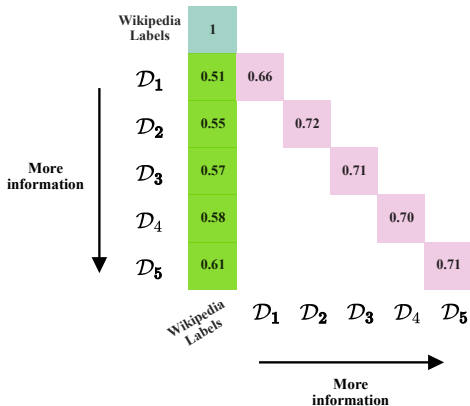 Wikipedia
Labels
1
𝒟1 0.51 0.66
𝒟2 0.55 0.72
𝒟3 0.57 0.71
𝒟4 0.58 0.70
𝒟5 0.61 0.71
More
information
Wikipedia
Labels
𝒟1 𝒟2 𝒟3 𝒟4 𝒟5
More
information